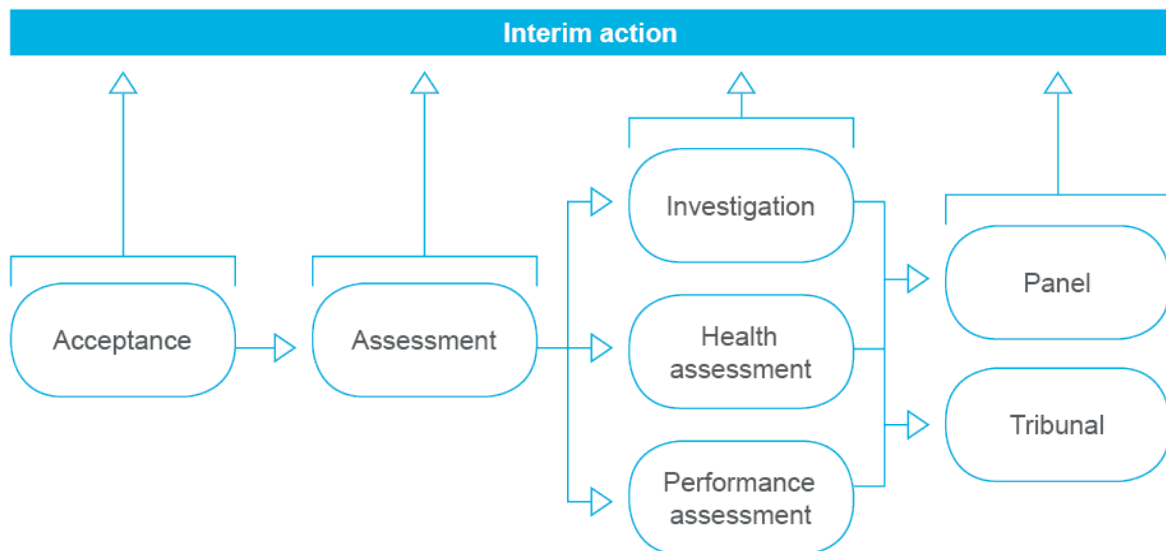 Interim action
Acceptance
Assessment
Investigation
Health
assessment
Performance
assessment
Panel
Tribunal